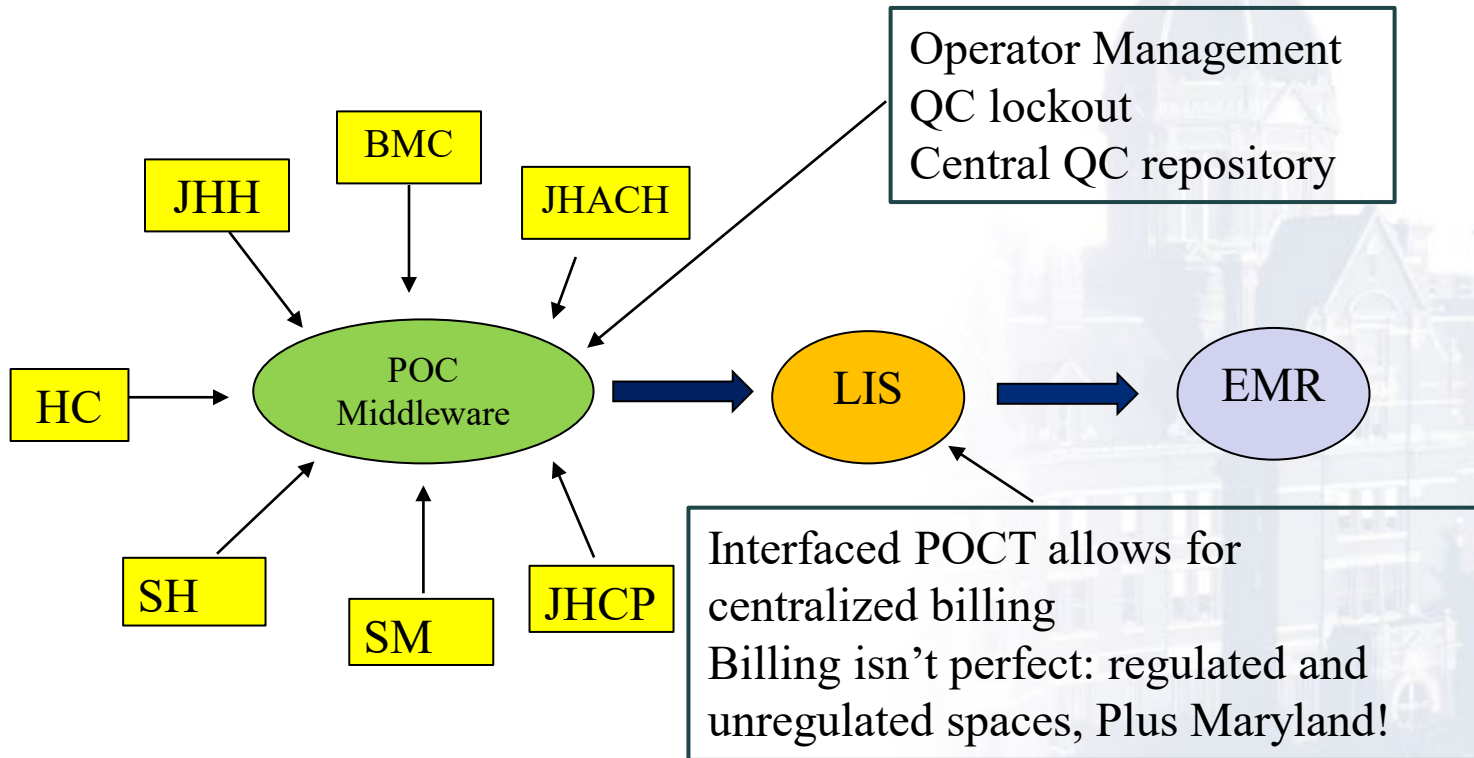 Operator Management
QC lockout
Central QC repository
BMC
JHH
JHACH
POC
Middleware
LIS
EMR
HC
SH
SM
JHCP
Interfaced POCT allows for
centralized billing
Billing isn’t perfect: regulated and
unregulated spaces, Plus Maryland!